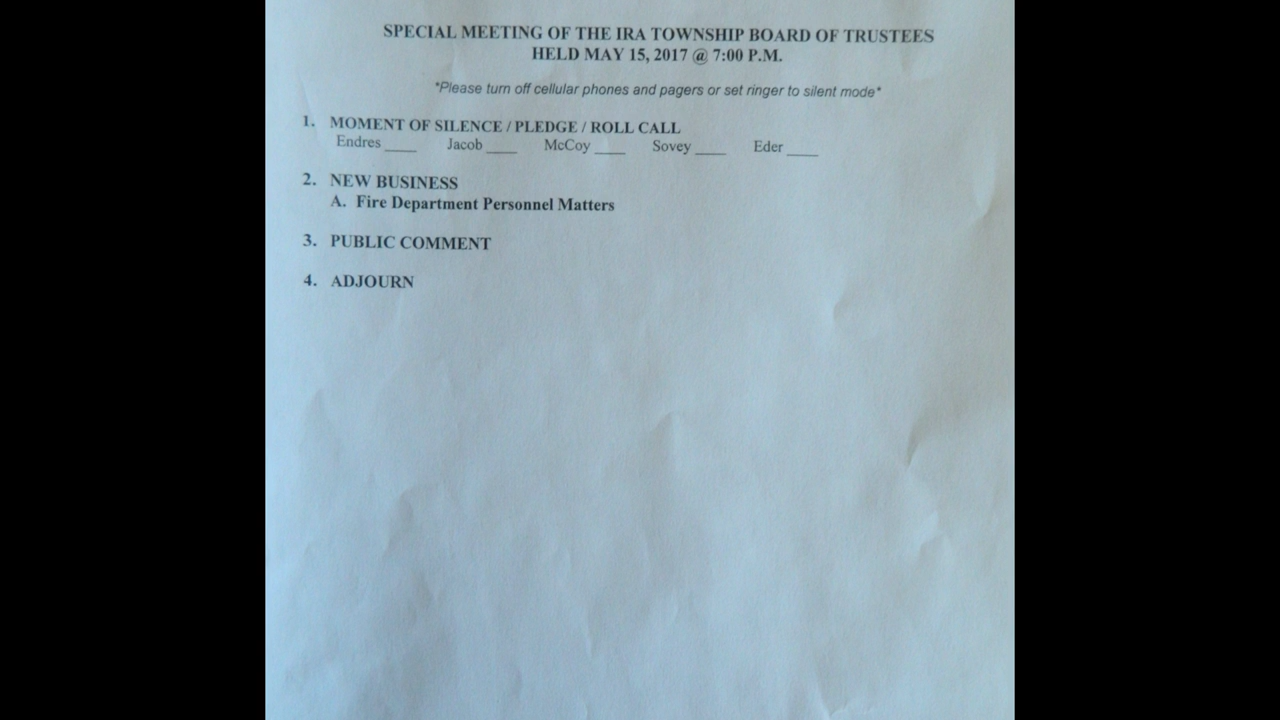 SPECIAL MEETING OF THE IRA TOWNSHIP BOARD OF TRUSTEES
HELD MAY 15, 2017 @ 7:00 P.M.
*Please turn off cellular phones and pagers or set ringer to silent mode*
1. MOMENT OF SILENCE / PLEDGE / ROLL CALL
Endres ____ Jacob ____ McCoy ____ Sovey ____ Eder ____
2. NEW BUSINESS
A. Fire Department Personnel Matters
3. PUBLIC COMMENT
4. ADJOURN